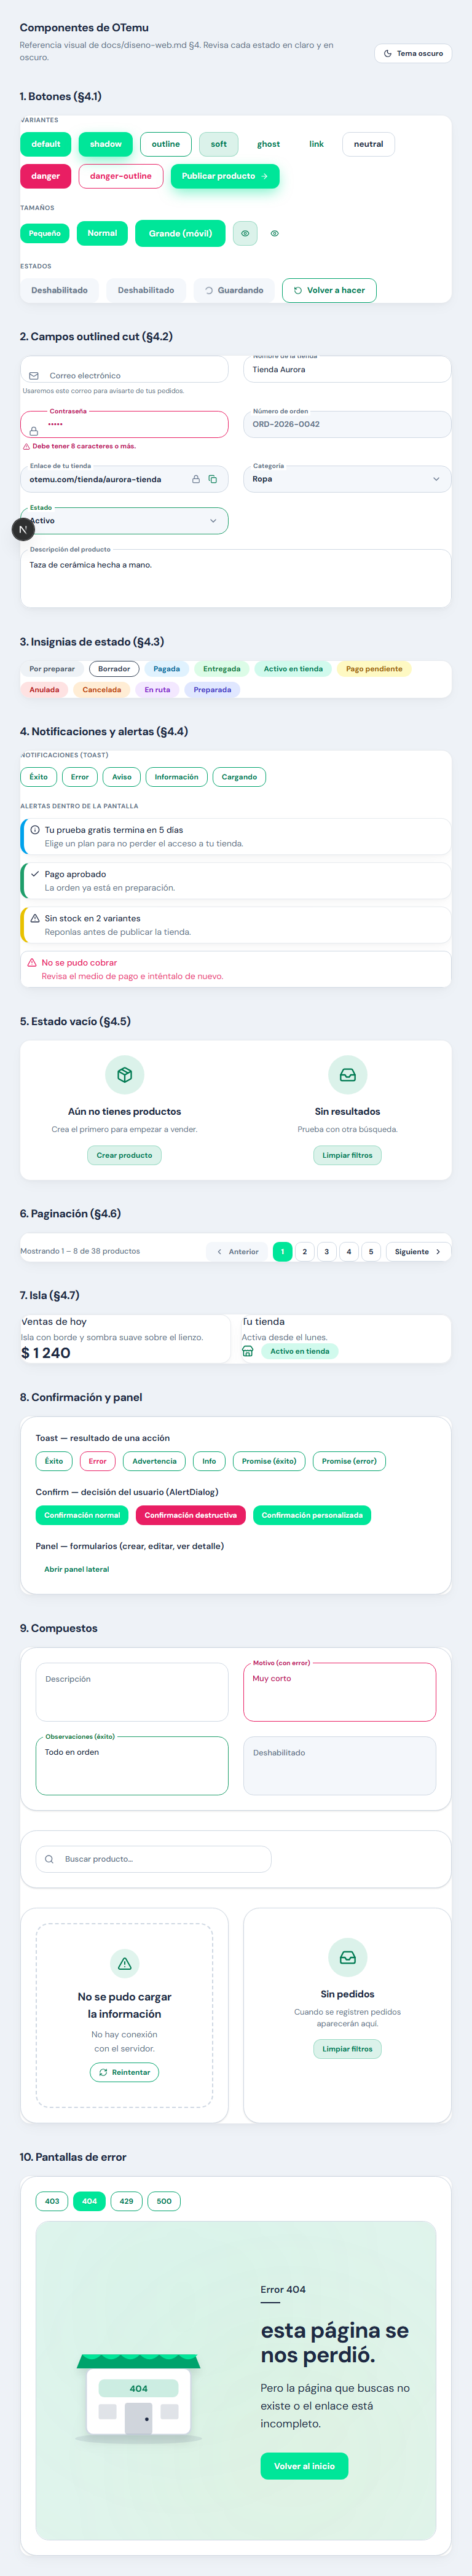 Componentes de OTemu
Referencia visual de docs/diseno-web.md §4. Revisa cada estado en claro y en
oscuro.
Tema oscuro
1. Botones (§4.1)
VARIANTES
default
shadow
outline
soft
ghost
link
neutral
danger
danger-outline
Publicar producto →
TAMAÑOS
Pequeño
Normal
Grande (móvil)
ESTADOS
Deshabilitado
Deshabilitado
Guardando
Volver a hacer
2. Campos outlined cut (§4.2)
Correo electrónico
Usaremos este correo para avisarte de tus pedidos.
Nombre de la tienda
Tienda Aurora
Contraseña
•••••
Debe tener 8 caracteres o más.
Número de orden
ORD-2026-0042
Enlace de tu tienda
otemu.com/tienda/aurora-tienda
Categoría
Ropa
Estado
Activo
N
Descripción del producto
Taza de cerámica hecha a mano.
3. Insignias de estado (§4.3)
Por preparar
Borrador
Pagada
Entregada
Activo en tienda
Pago pendiente
Anulada
Cancelada
En ruta
Preparada
4. Notificaciones y alertas (§4.4)
NOTIFICACIONES (TOAST)
Éxito
Error
Aviso
Información
Cargando
ALERTAS DENTRO DE LA PANTALLA
Tu prueba gratis termina en 5 días
Elige un plan para no perder el acceso a tu tienda.
Pago aprobado
La orden ya está en preparación.
Sin stock en 2 variantes
Reponlas antes de publicar la tienda.
No se pudo cobrar
Revisa el medio de pago e inténtalo de nuevo.
5. Estado vacío (§4.5)
Aún no tienes productos
Crea el primero para empezar a vender.
Crear producto
Sin resultados
Prueba con otra búsqueda.
Limpiar filtros
6. Paginación (§4.6)
Mostrando 1 – 8 de 38 productos
Anterior
1
2
3
4
5
Siguiente
7. Isla (§4.7)
Ventas de hoy
Isla con borde y sombra suave sobre el lienzo.
$ 1 240
Tu tienda
Activa desde el lunes.
Activo en tienda
8. Confirmación y panel
Toast — resultado de una acción
Éxito
Error
Advertencia
Info
Promise (éxito)
Promise (error)
Confirm — decisión del usuario (AlertDialog)
Confirmación normal
Confirmación destructiva
Confirmación personalizada
Panel — formularios (crear, editar, ver detalle)
Abrir panel lateral
9. Compuestos
Descripción
Motivo (con error)
Muy corto
Observaciones (éxito)
Todo en orden
Deshabilitado
Buscar producto...
No se pudo cargar
la información
No hay conexión
con el servidor.
Reintentar
Sin pedidos
Cuando se registren pedidos
aparecerán aquí.
Limpiar filtros
10. Pantallas de error
403
404
429
500
404
Error 404
esta página se
nos perdió.
Pero la página que buscas no
existe o el enlace está
incompleto.
Volver al inicio